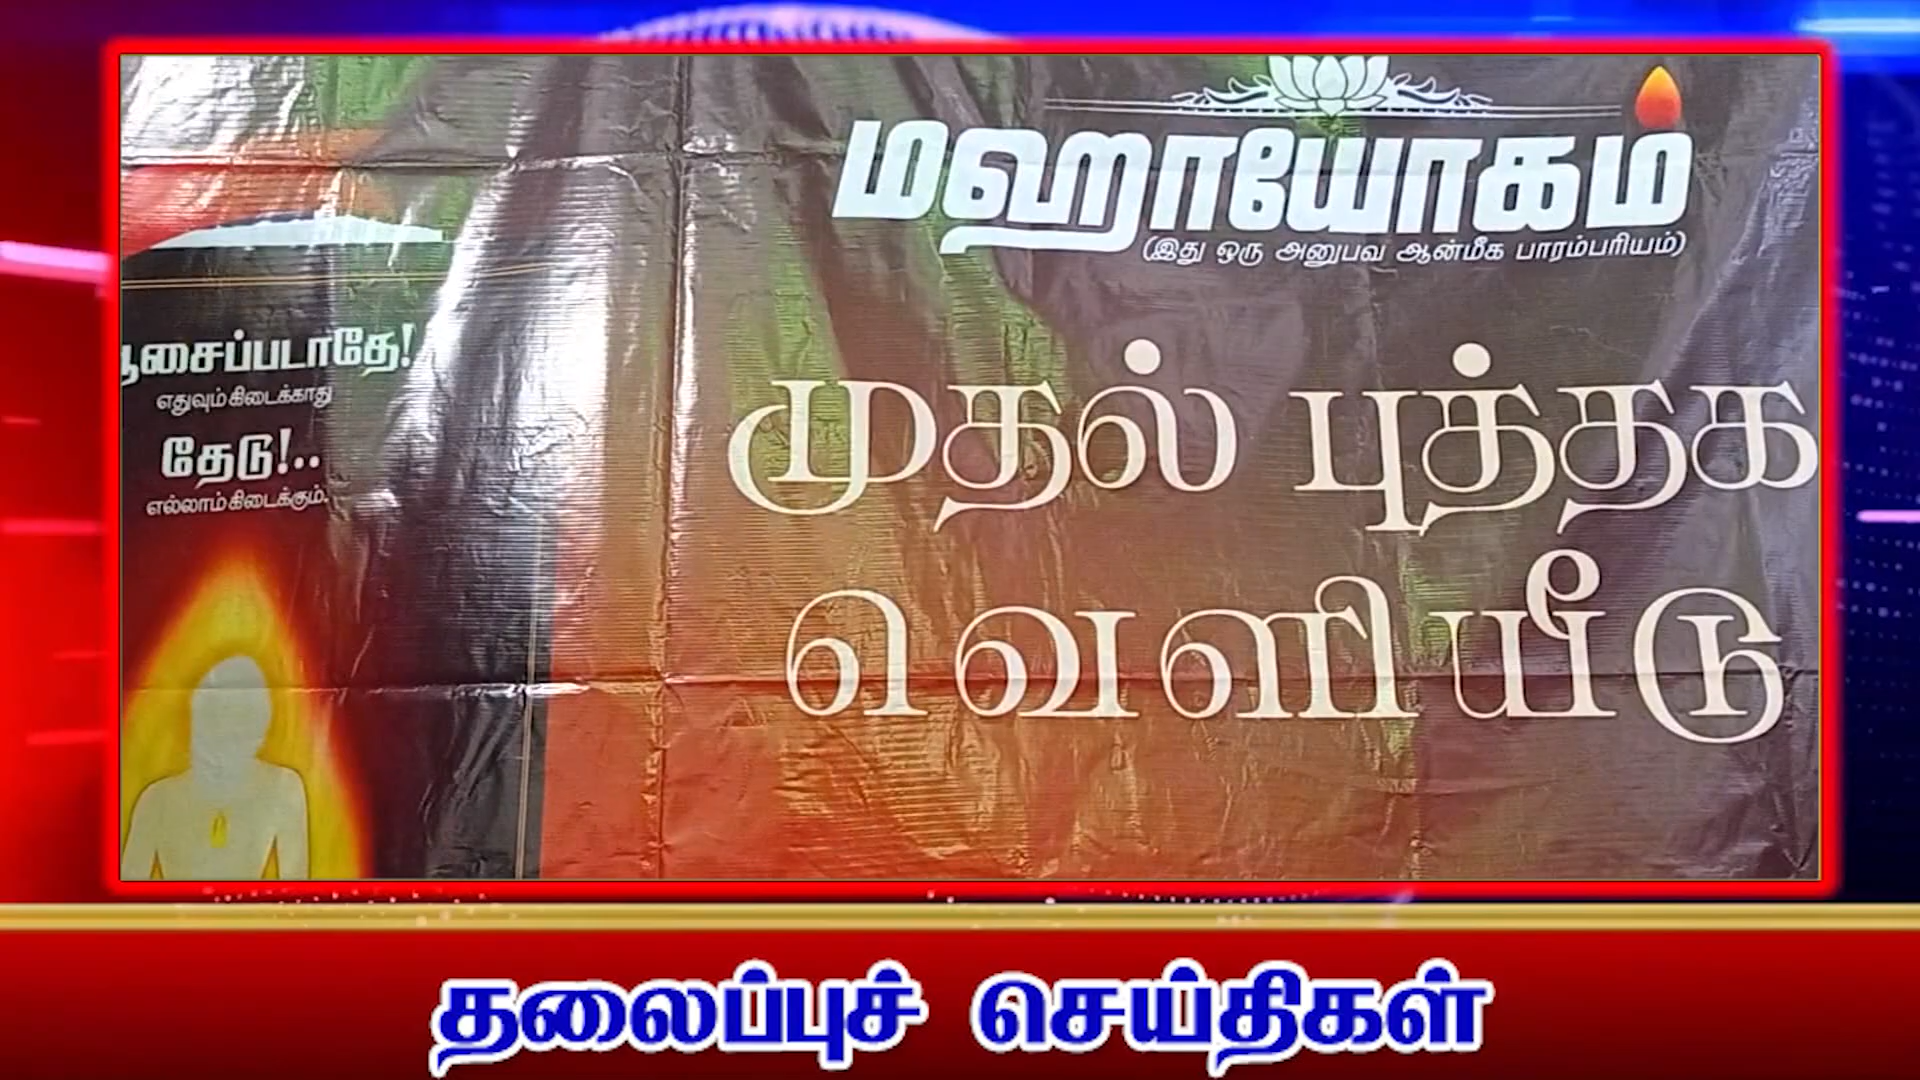 மஹாயோகம்
(இது ஒரு அனுபவ ஆன்மீக பாரம்பரியம்)
ஆசைப்படாதே!
எதுவும் கிடைக்காது
தேடு!..
எல்லாம் கிடைக்கும்.
முதல் புத்தக
வெளியீடு
தலைப்புச் செய்திகள்